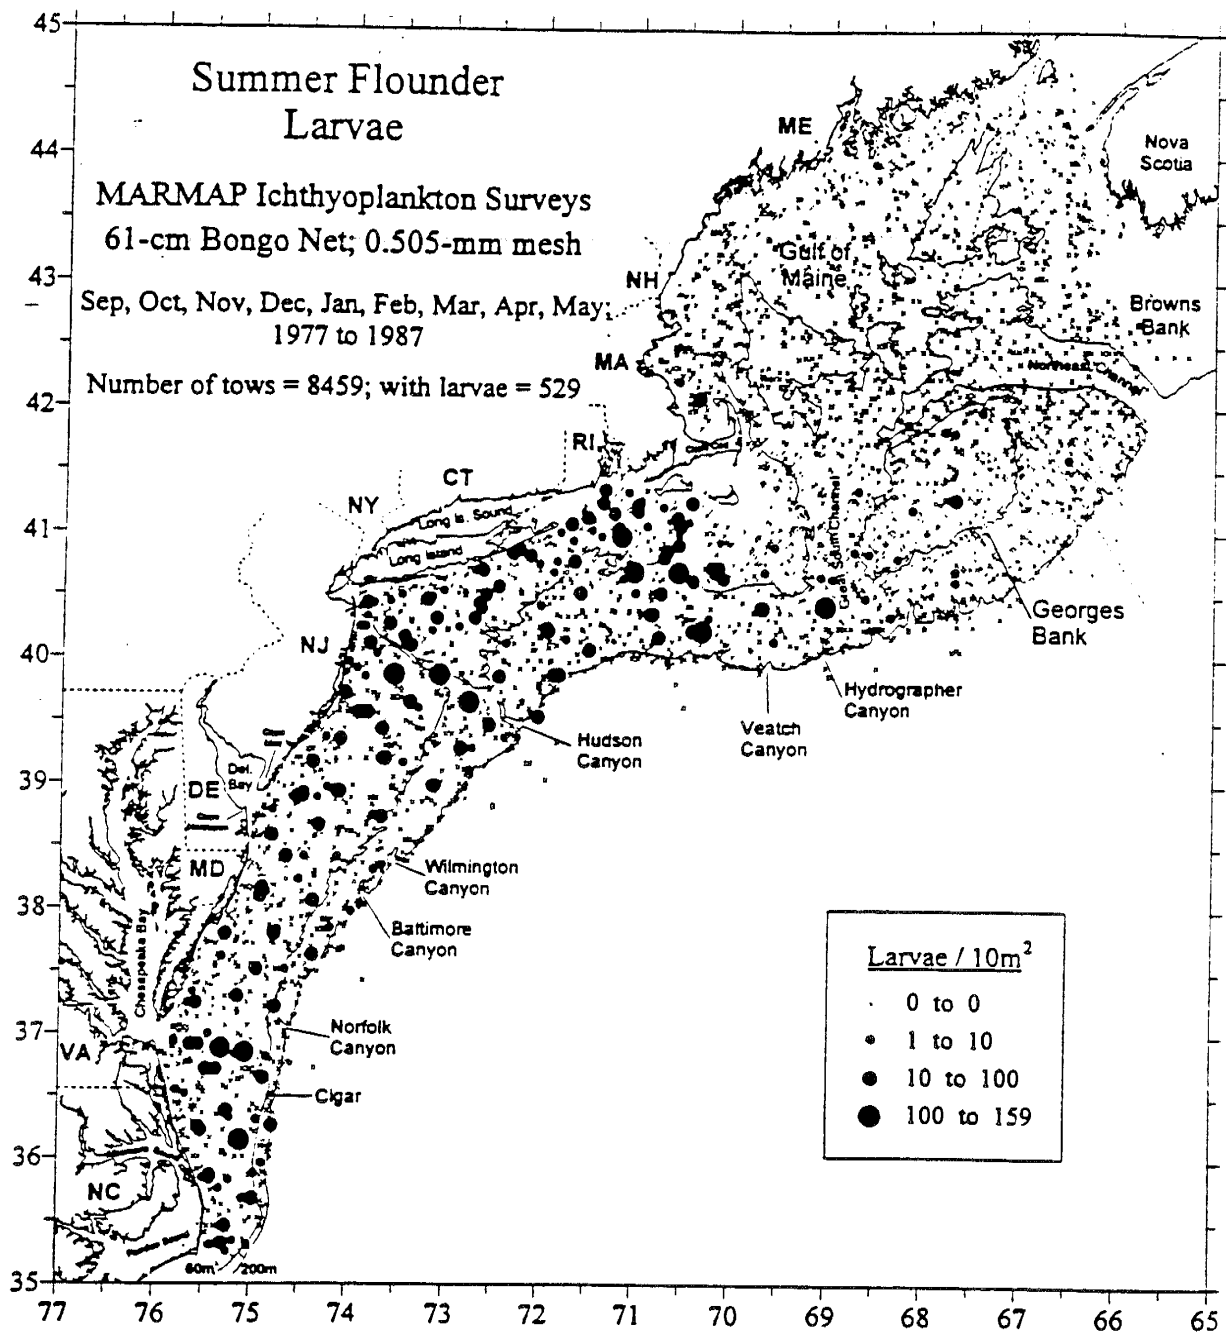 Summer Flounder
Larvae
MARMAP Ichthyoplankton Surveys
61-cm Bongo Net; 0.505-mm mesh
Sep, Oct, Nov, Dec, Jan, Feb, Mar, Apr, May;
1977 to 1987
Number of tows = 8459; with larvae = 529
45
44
43
42
41
40
39
38
37
36
35
77
76
75
74
73
72
71
70
69
68
67
66
65
ME
Nova
Scotia
Gulf of
Maine
NH
Browns
Bank
MA
Northeast Channel
RI
Cape Cod
CT
NY
Long Is. Sound
Long Island
Great South Channel
Georges
Bank
NJ
Hydrographer
Canyon
Veatch
Canyon
Hudson
Canyon
Del.
Bay
DE
MD
Wilmington
Canyon
Baltimore
Canyon
Chesapeake Bay
Norfolk
Canyon
VA
Cigar
NC
60m
200m
Larvae / 10m²
0 to 0
1 to 10
10 to 100
100 to 159